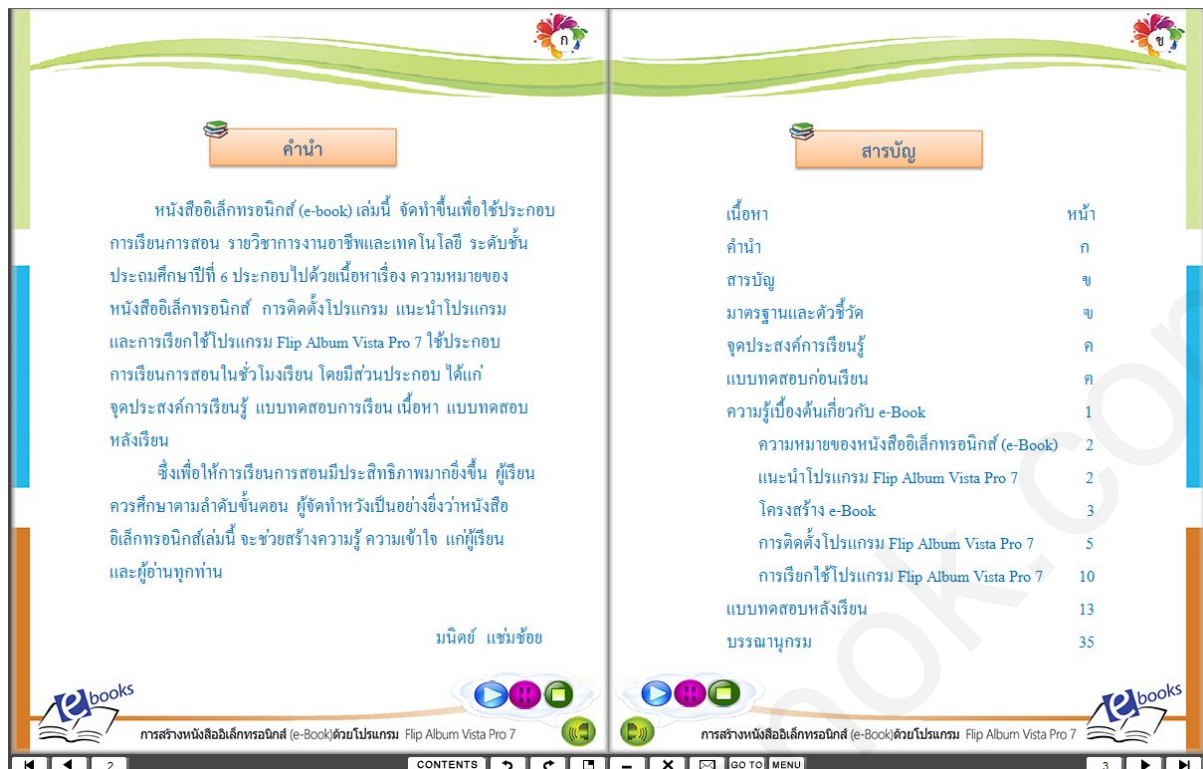 ก
คำนำ
หนังสืออิเล็กทรอนิกส์ (e-book) เล่มนี้ จัดทำขึ้นเพื่อใช้ประกอบ
การเรียนการสอน รายวิชาการงานอาชีพและเทคโนโลยี ระดับชั้น
ประถมศึกษาปีที่ 6 ประกอบไปด้วยเนื้อหาเรื่อง ความหมายของ
หนังสืออิเล็กทรอนิกส์ การติดตั้งโปรแกรม แนะนำโปรแกรม
และการเรียกใช้โปรแกรม Flip Album Vista Pro 7 ใช้ประกอบ
การเรียนการสอนในชั่วโมงเรียน โดยมีส่วนประกอบ ได้แก่
จุดประสงค์การเรียนรู้ แบบทดสอบการเรียน เนื้อหา แบบทดสอบ
หลังเรียน
ซึ่งเพื่อให้การเรียนการสอนมีประสิทธิภาพมากยิ่งขึ้น ผู้เรียน
ควรศึกษาตามลำดับขั้นตอน ผู้จัดทำหวังเป็นอย่างยิ่งว่าหนังสือ
อิเล็กทรอนิกส์เล่มนี้ จะช่วยสร้างความรู้ ความเข้าใจ แก่ผู้เรียน
และผู้อ่านทุกท่าน
มนิตย์ แช่มช้อย
ebooks
การสร้างหนังสืออิเล็กทรอนิกส์ (e-Book)ด้วยโปรแกรม Flip Album Vista Pro 7
ข
สารบัญ
เนื้อหา หน้า
คำนำ ก
สารบัญ ข
มาตรฐานและตัวชี้วัด ฃ
จุดประสงค์การเรียนรู้ ค
แบบทดสอบก่อนเรียน ฅ
ความรู้เบื้องต้นเกี่ยวกับ e-Book 1
ความหมายของหนังสืออิเล็กทรอนิกส์ (e-Book) 2
แนะนำโปรแกรม Flip Album Vista Pro 7 2
โครงสร้าง e-Book 3
การติดตั้งโปรแกรม Flip Album Vista Pro 7 5
การเรียกใช้โปรแกรม Flip Album Vista Pro 7 10
แบบทดสอบหลังเรียน 13
บรรณานุกรม 35
ebooks
การสร้างหนังสืออิเล็กทรอนิกส์ (e-Book)ด้วยโปรแกรม Flip Album Vista Pro 7
2 CONTENTS GO TO MENU 3